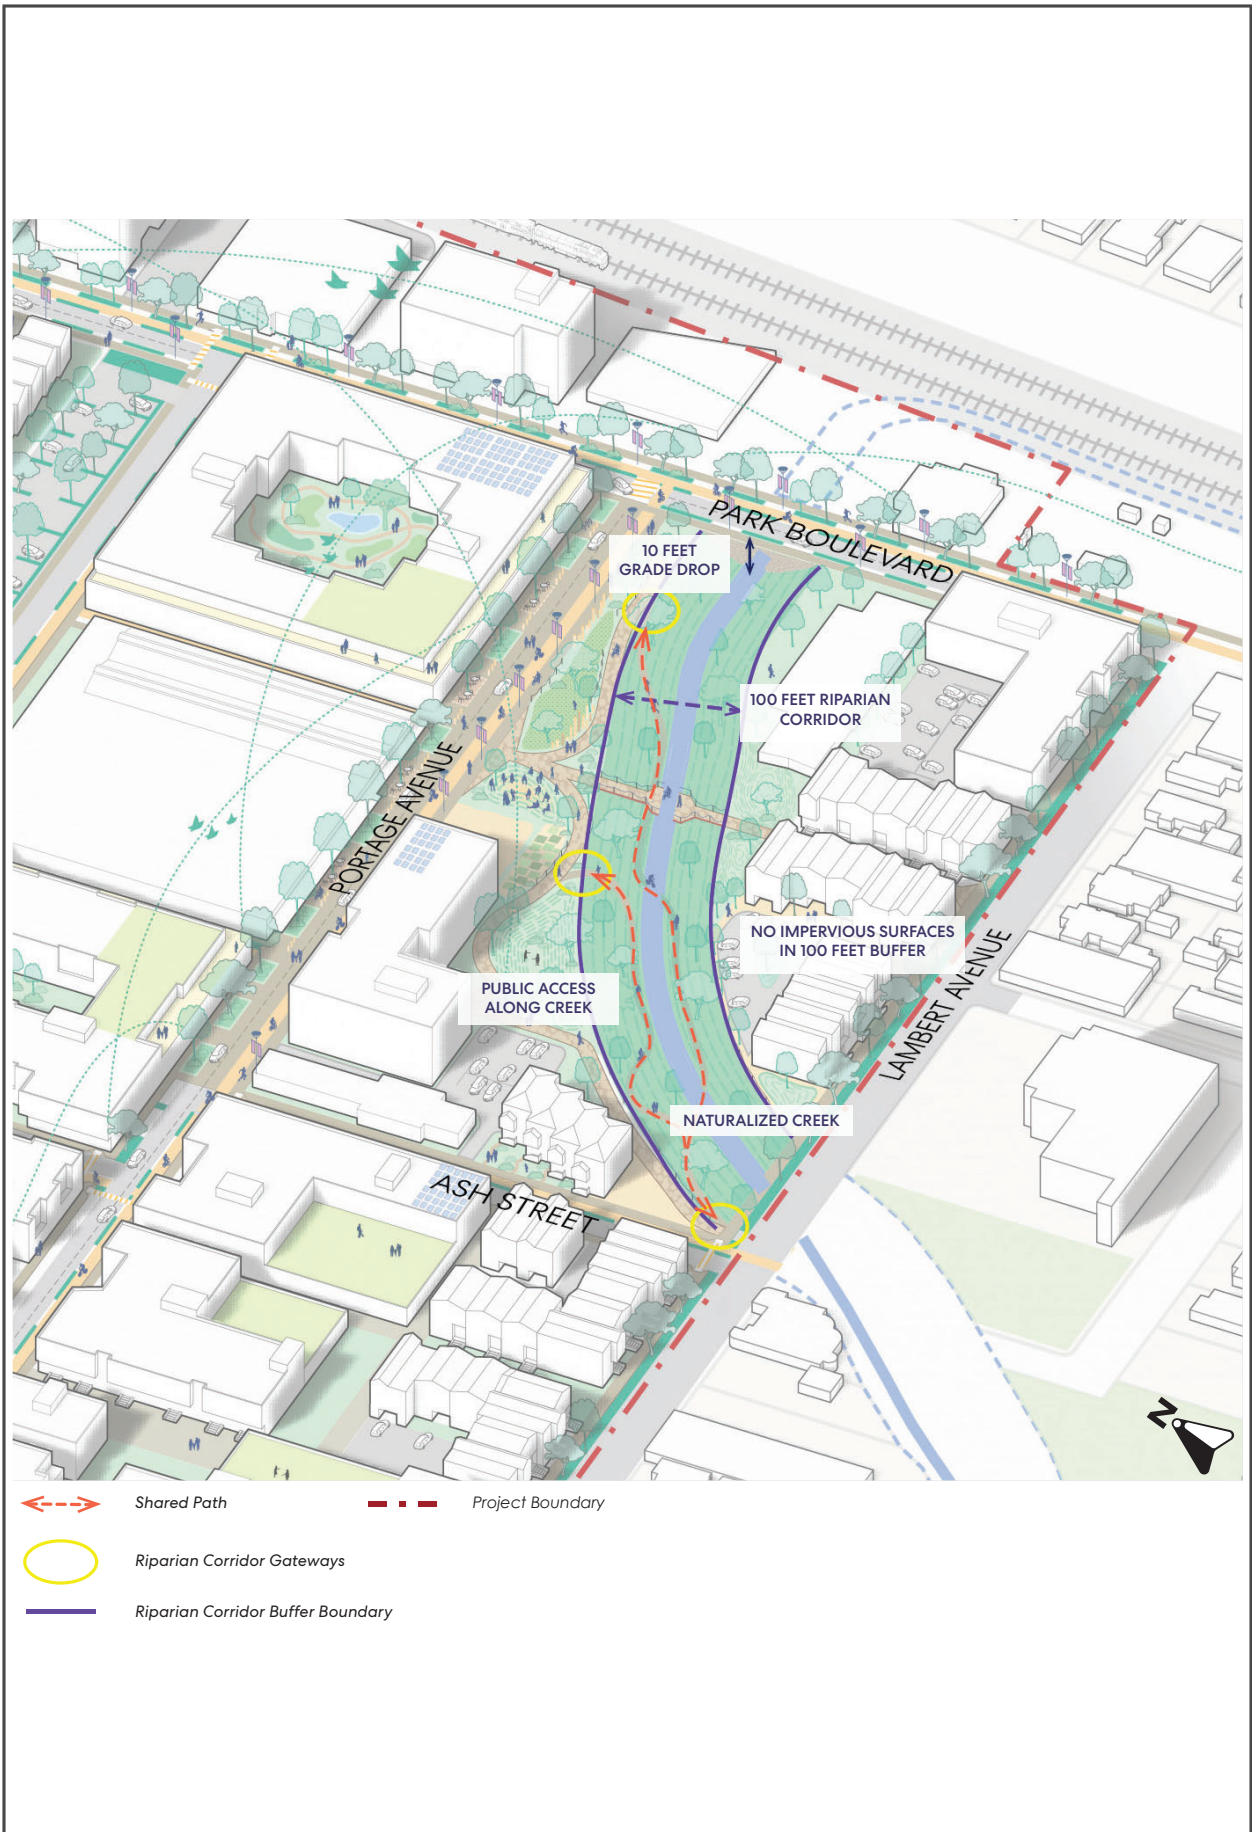 PARK BOULEVARD
10 FEET
GRADE DROP
100 FEET RIPARIAN
CORRIDOR
PORTAGE AVENUE
NO IMPERVIOUS SURFACES
IN 100 FEET BUFFER
LAMBERT AVENUE
PUBLIC ACCESS
ALONG CREEK
NATURALIZED CREEK
ASH STREET
N
Shared Path
Project Boundary
Riparian Corridor Gateways
Riparian Corridor Buffer Boundary